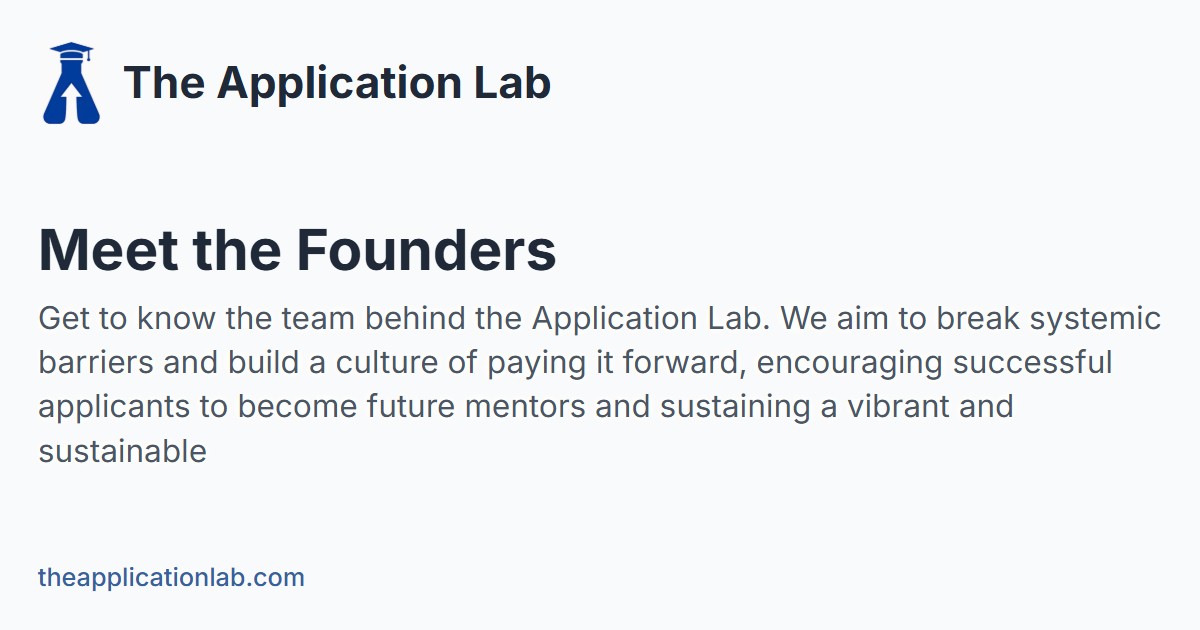 The Application Lab
Meet the Founders
Get to know the team behind the Application Lab. We aim to break systemic
barriers and build a culture of paying it forward, encouraging successful
applicants to become future mentors and sustaining a vibrant and
sustainable
theapplicationlab.com